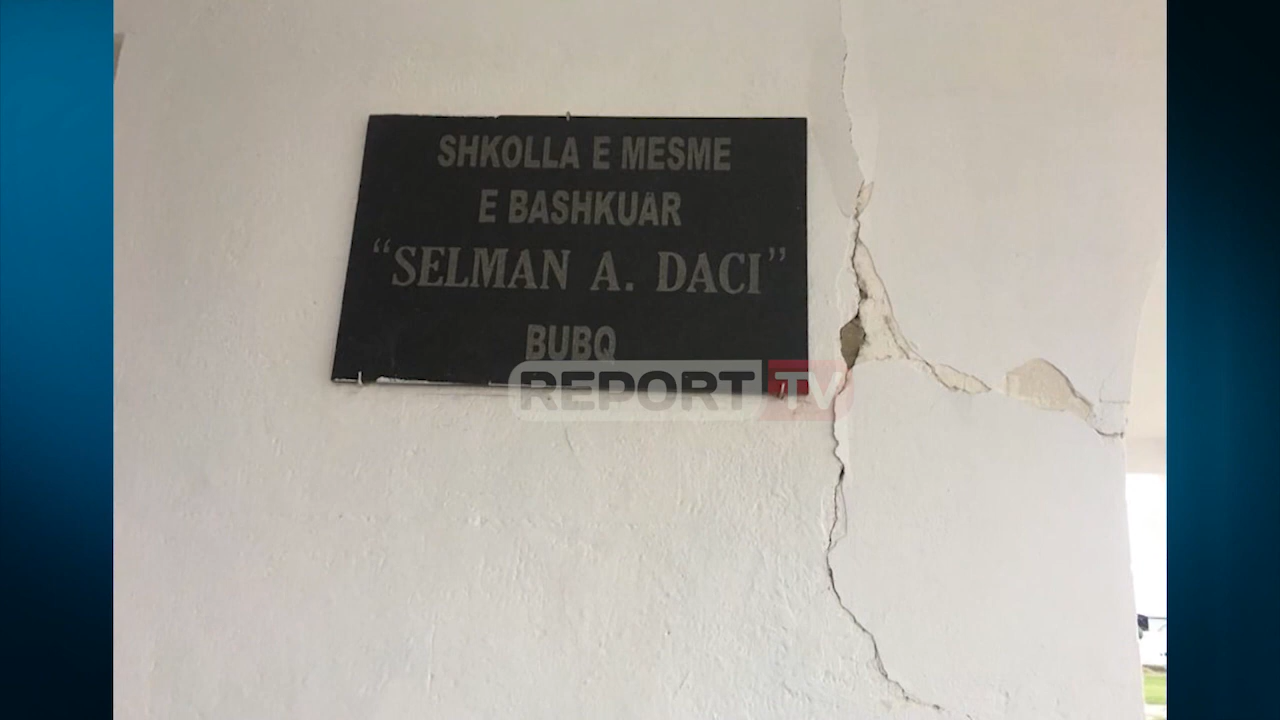 SHKOLLA E MESME
E BASHKUAR
“SELMAN A. DACI”
BUBQ
REPORT TV